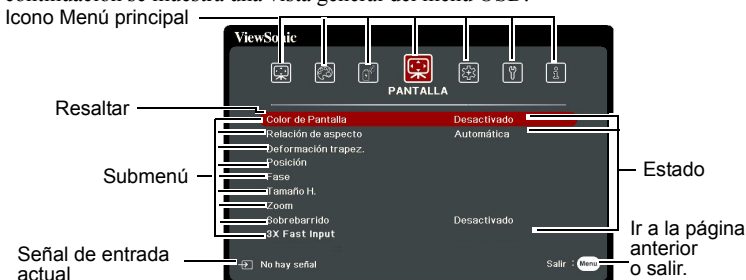 continuación se muestra una vista general del menú OSD.
Icono Menú principal
ViewSonic
PANTALLA
Resaltar
Color de Pantalla Desactivado
Relación de aspecto Automática
Deformación trapez.
Posición
Submenú
Fase
Estado
Tamaño H.
Zoom
Sobrebarrido Desactivado
3X Fast Input
Ir a la página
anterior
o salir.
Señal de entrada
actual
No hay señal
Salir : Menu